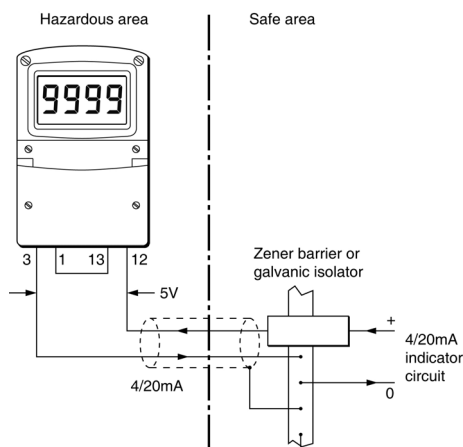 Hazardous area
Safe area
9999
3
1
13
12
5V
Zener barrier or
galvanic isolator
+
4/20mA
indicator
circuit
0
4/20mA